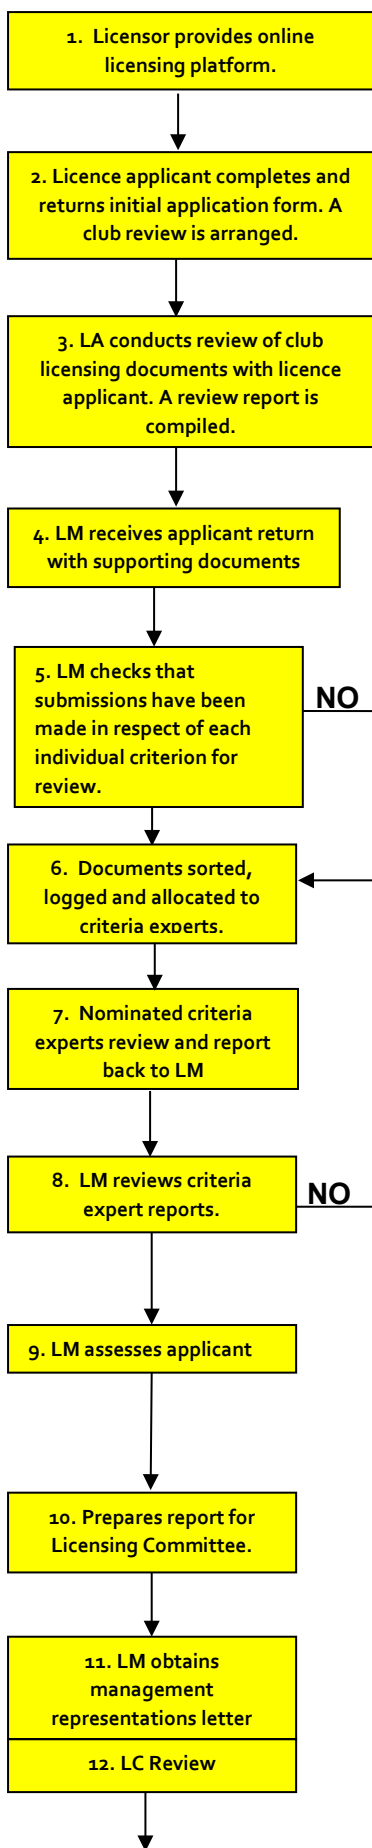 1. Licensor provides online
licensing platform.
2. Licence applicant completes and
returns initial application form. A
club review is arranged.
3. LA conducts review of club
licensing documents with licence
applicant. A review report is
compiled.
4. LM receives applicant return
with supporting documents
5. LM checks that
submissions have been
made in respect of each
individual criterion for
review.
NO
6. Documents sorted,
logged and allocated to
criteria experts.
7. Nominated criteria
experts review and report
back to LM
8. LM reviews criteria
expert reports.
NO
9. LM assesses applicant
10. Prepares report for
Licensing Committee.
11. LM obtains
management
representations letter
12. LC Review